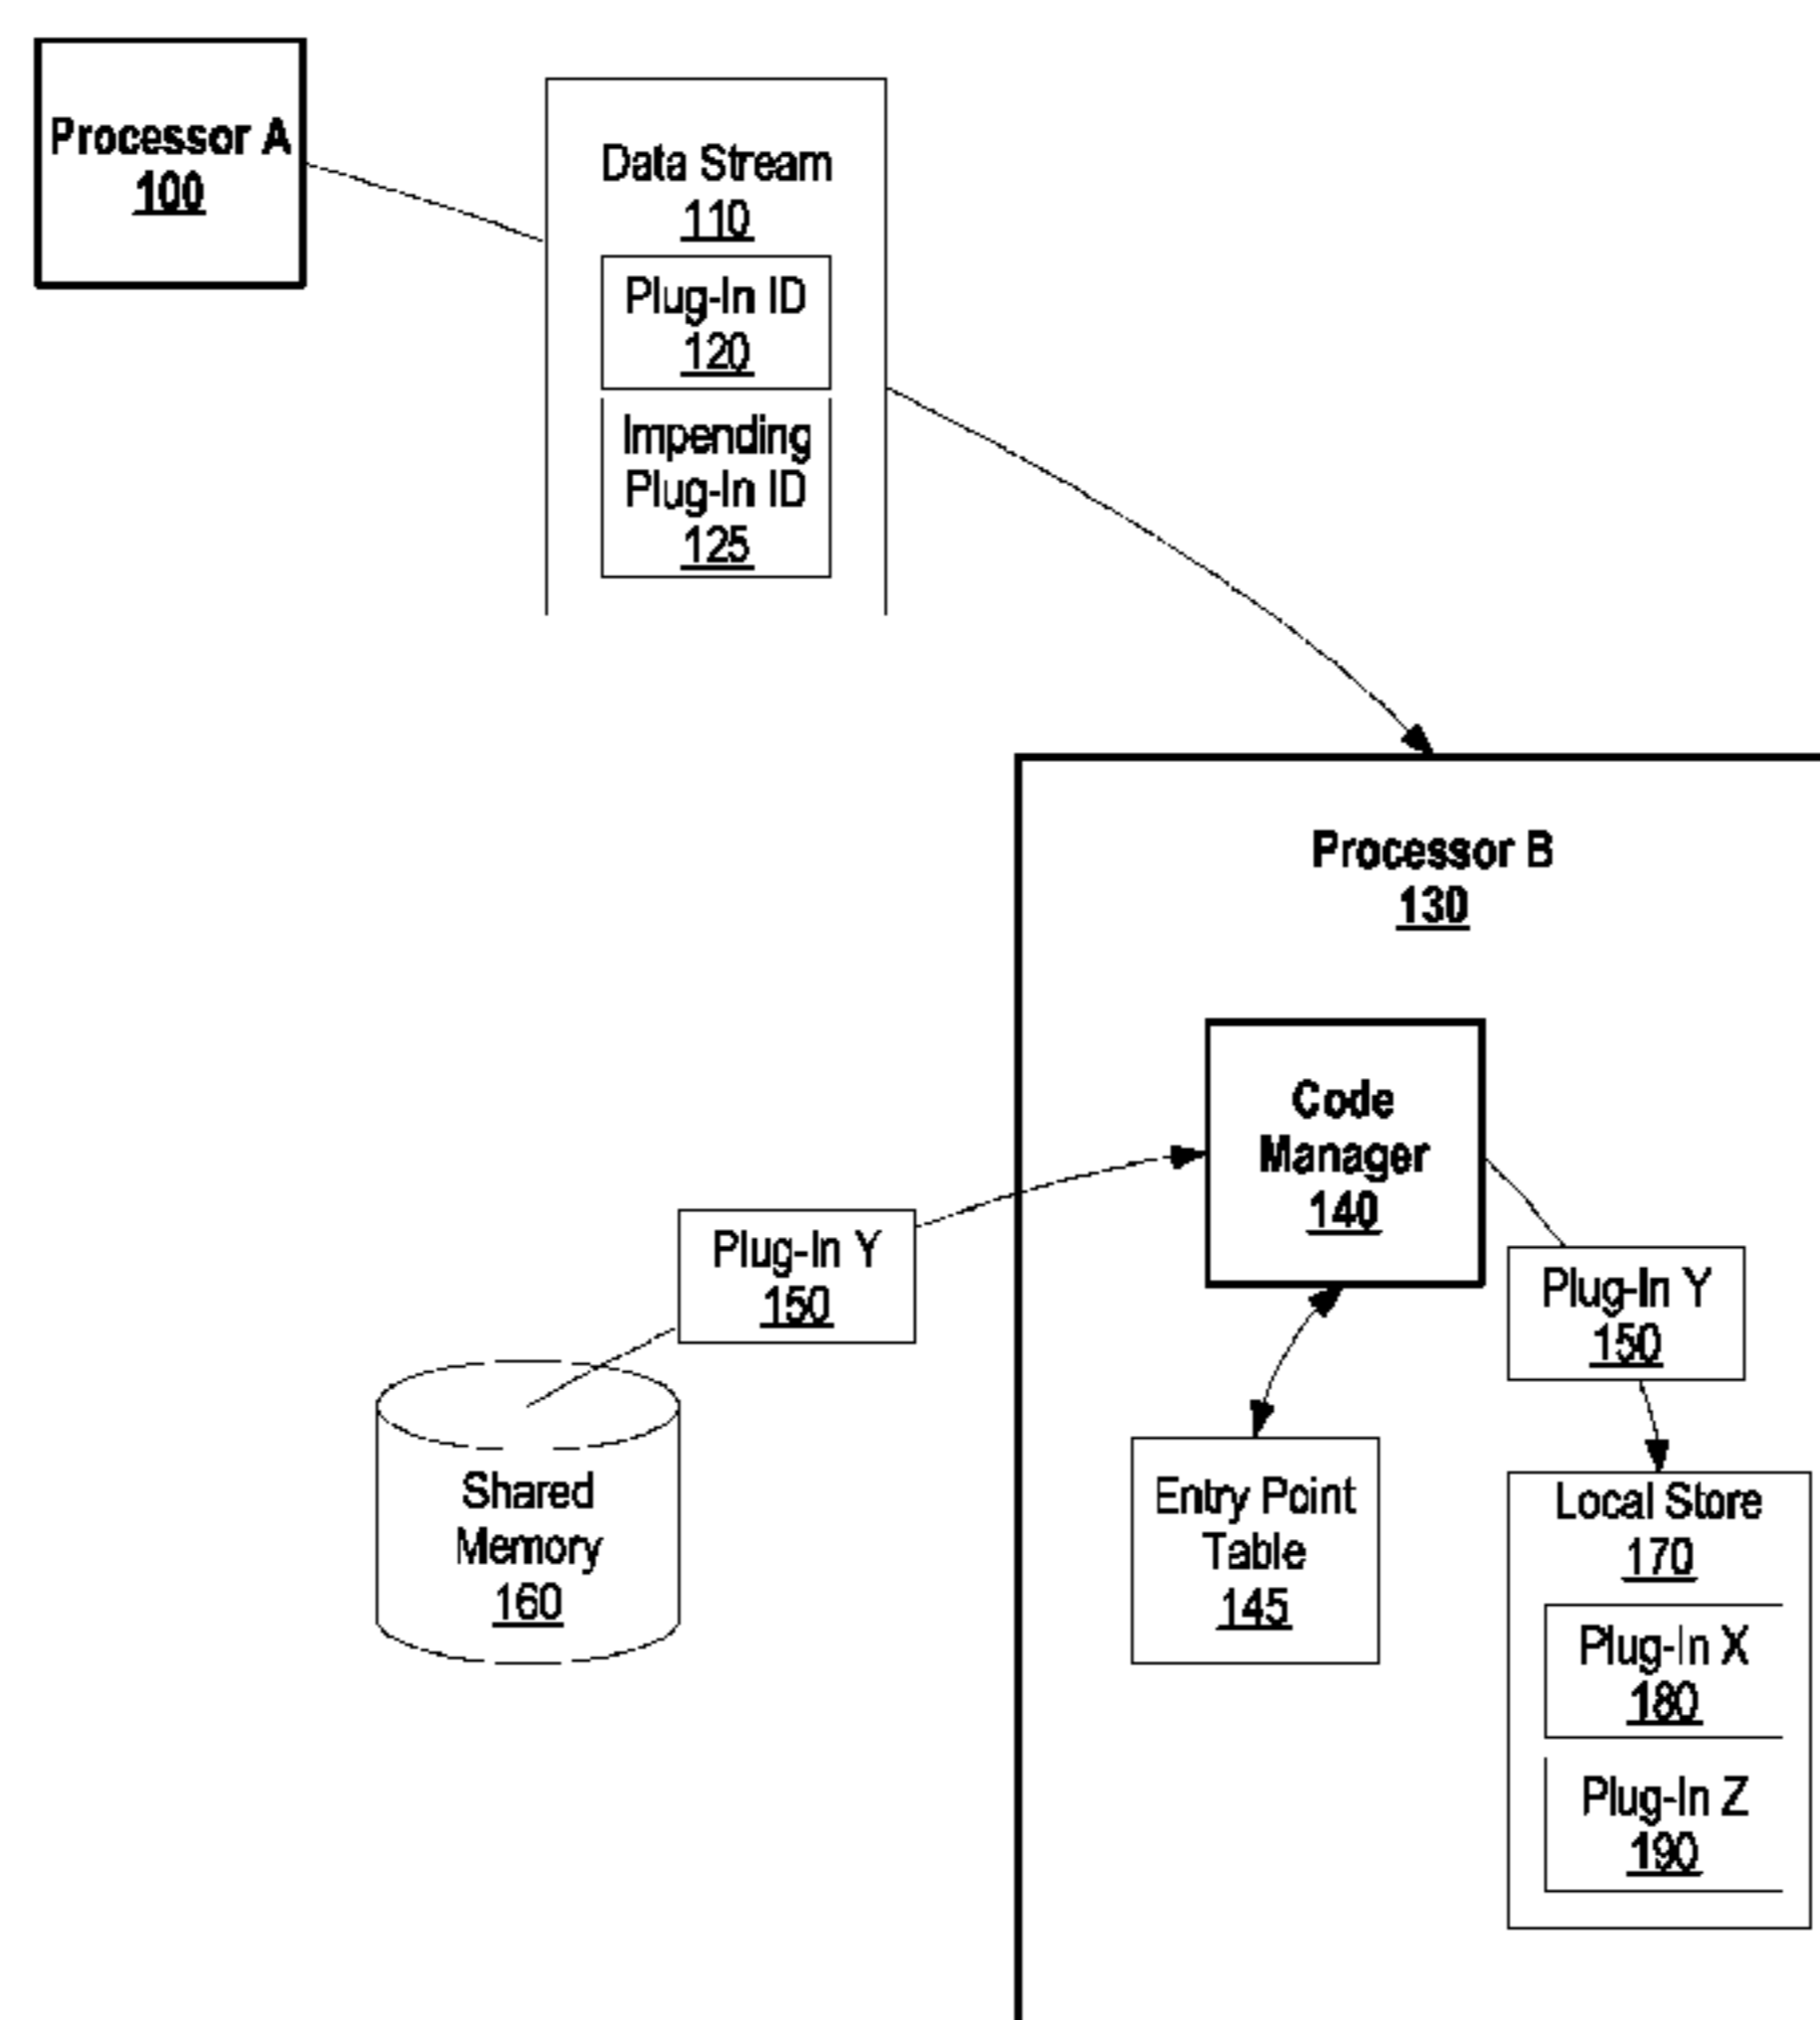 Processor A
100
Data Stream
110
Plug-In ID
120
Impending
Plug-In ID
125
Processor B
130
Code
Manager
140
Plug-In Y
150
Plug-In Y
150
Shared
Memory
160
Entry Point
Table
145
Local Store
170
Plug-In X
180
Plug-In Z
190